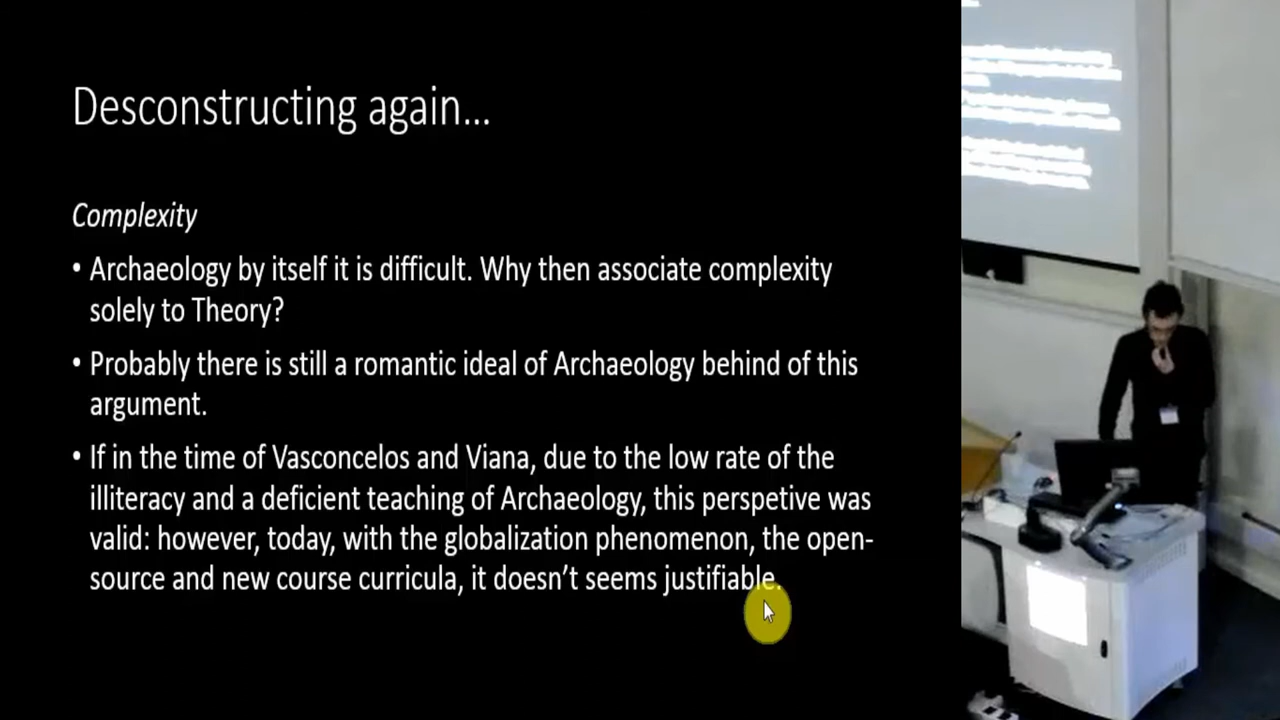 Desconstructing again...
Complexity
• Archaeology by itself it is difficult. Why then associate complexity
solely to Theory?
• Probably there is still a romantic ideal of Archaeology behind of this
argument.
• If in the time of Vasconcelos and Viana, due to the low rate of the
illiteracy and a deficient teaching of Archaeology, this perspetive was
valid: however, today, with the globalization phenomenon, the open-
source and new course curricula, it doesn't seems justifiable.